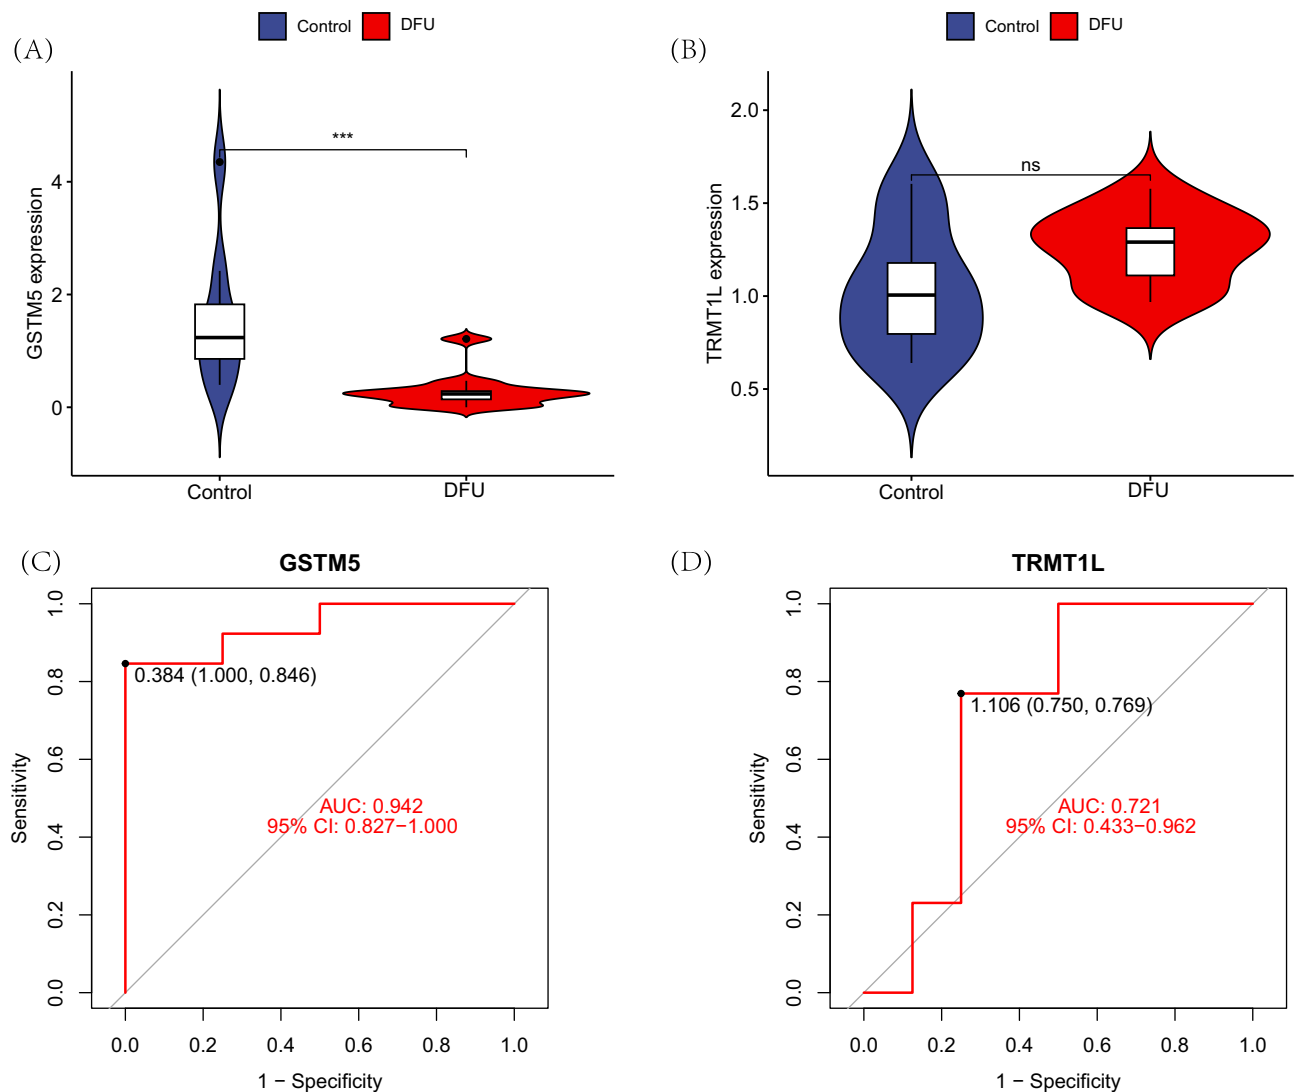 Control DFU
(A)
***
GSTM5 expression
4
2
0
Control DFU
Control DFU
(B)
ns
TRMT1L expression
2.0
1.5
1.0
0.5
Control DFU
(C)
GSTM5
Sensitivity
1.0
0.8
0.6
0.4
0.2
0.0
0.384 (1.000, 0.846)
AUC: 0.942
95% CI: 0.827−1.000
0.0 0.2 0.4 0.6 0.8 1.0
1 − Specificity
(D)
TRMT1L
Sensitivity
1.0
0.8
0.6
0.4
0.2
0.0
1.106 (0.750, 0.769)
AUC: 0.721
95% CI: 0.433−0.962
0.0 0.2 0.4 0.6 0.8 1.0
1 − Specificity